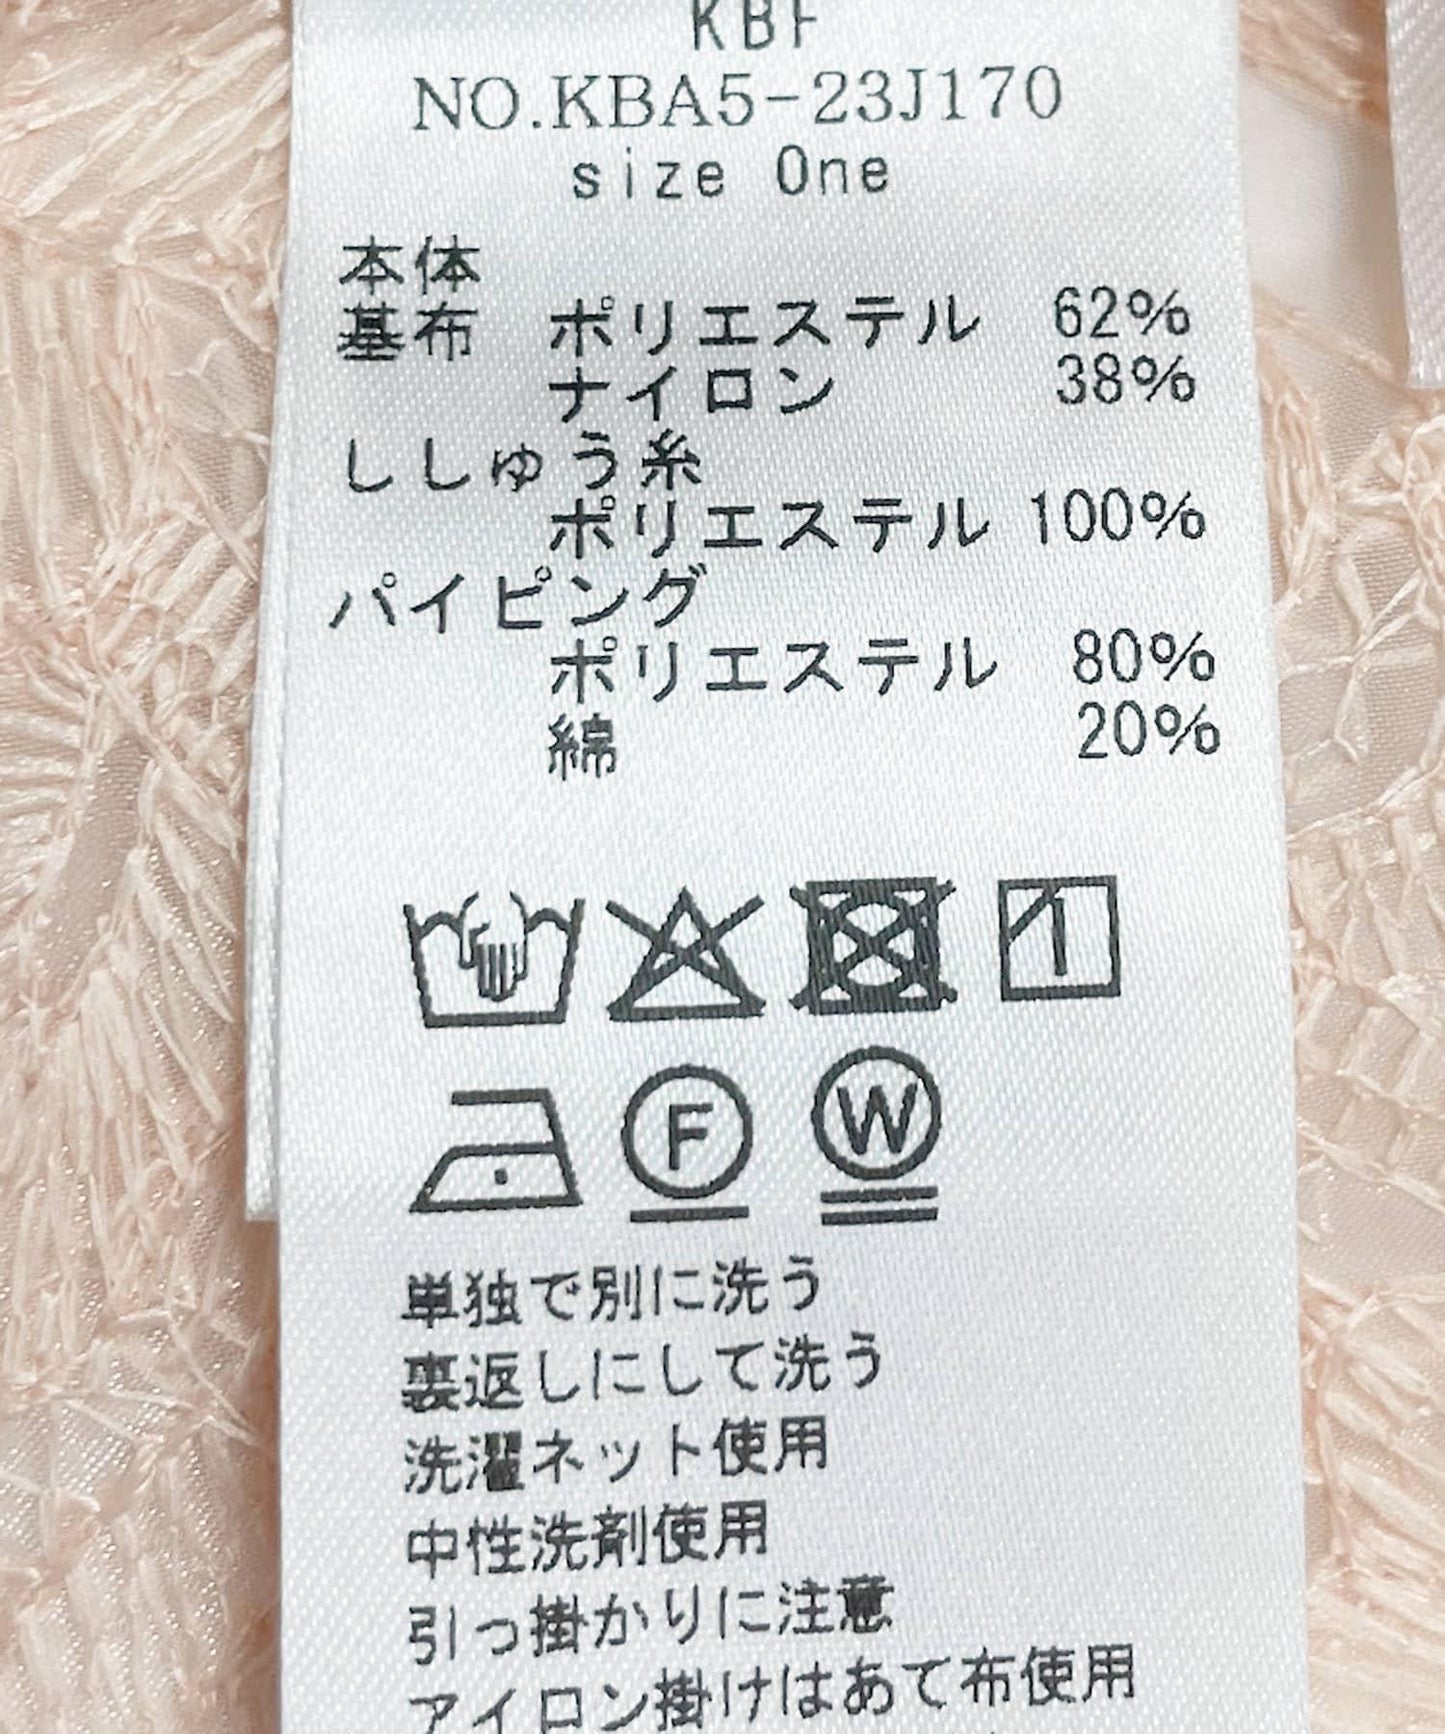 KBF
NO.KBA5-23J170
size One
本体
基布 ポリエステル 62%
ナイロン 38%
ししゅう糸
ポリエステル 100%
パイピング
ポリエステル 80%
綿 20%
F W
単独で別に洗う
裏返しにして洗う
洗濯ネット使用
中性洗剤使用
引っ掛かりに注意
アイロン掛けはあて布使用